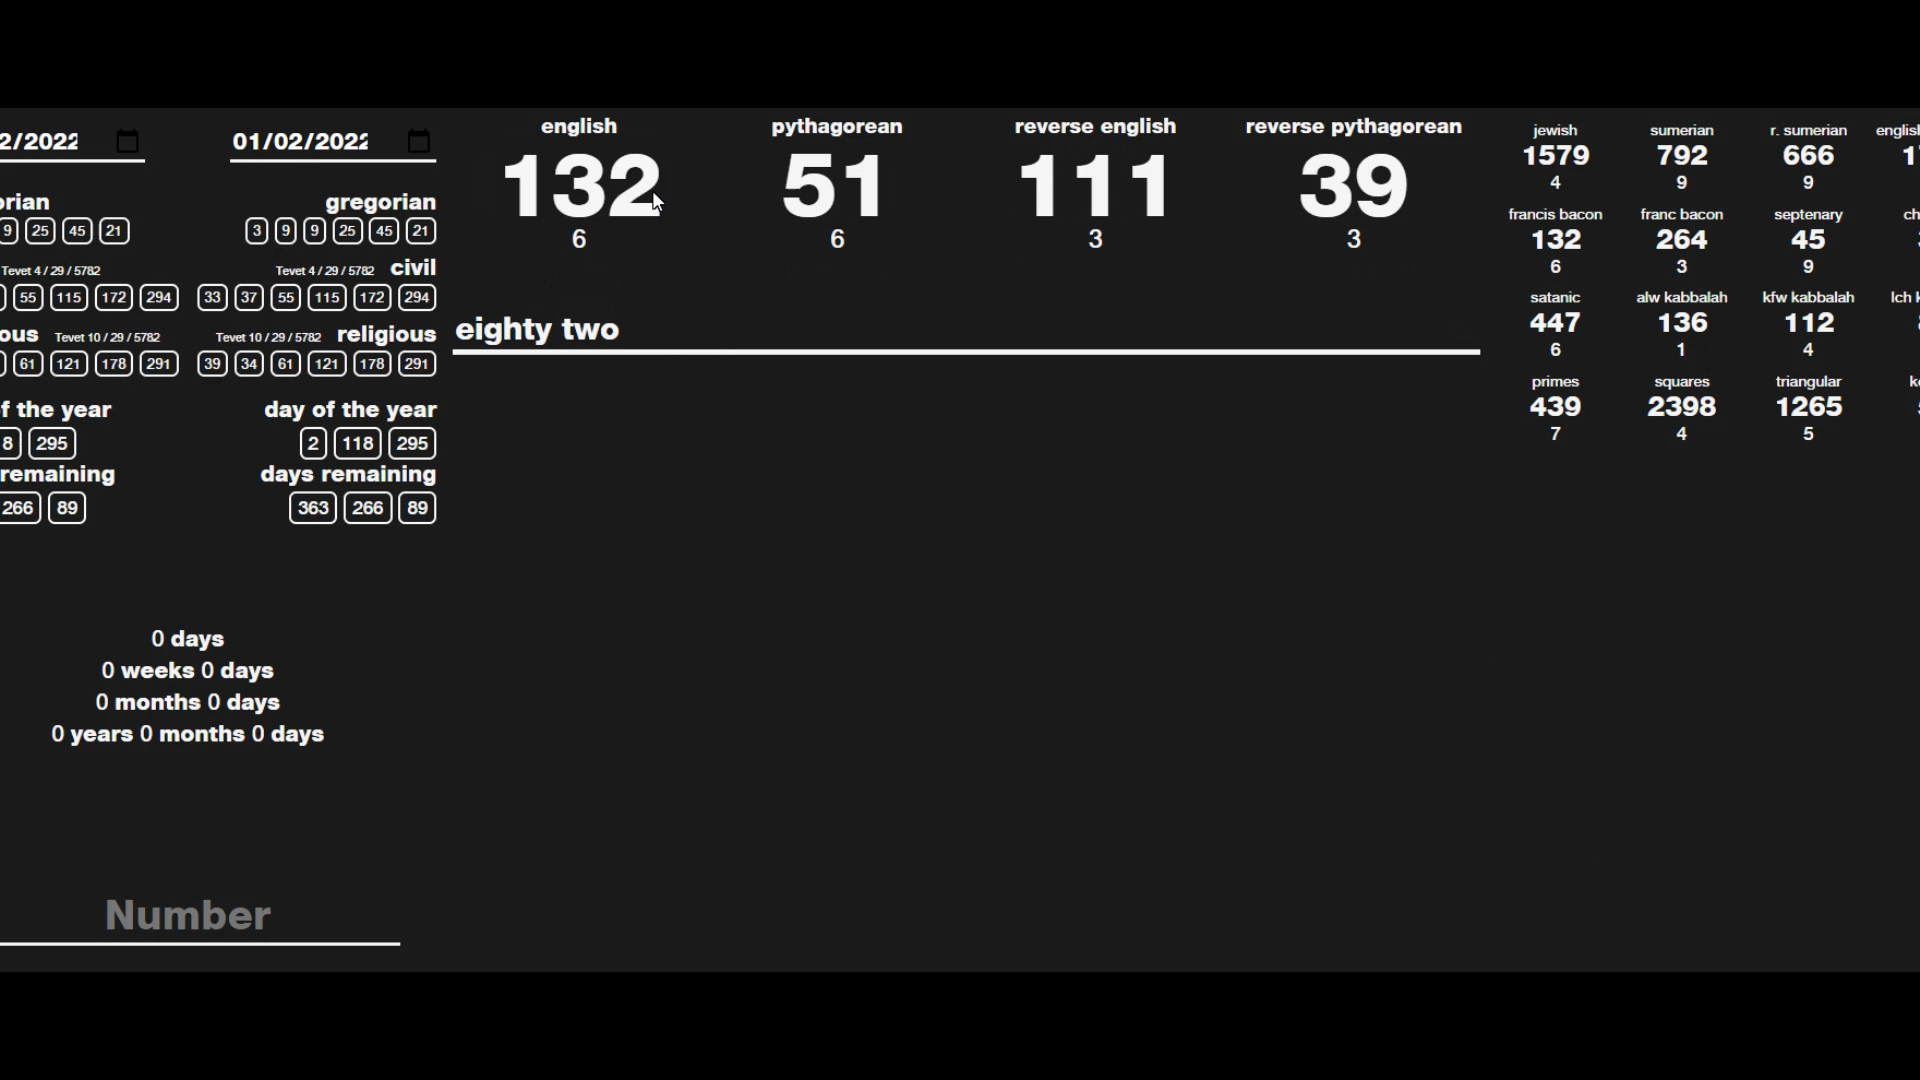 2/2022 01/02/2022
orian gregorian
9 25 45 21 3 9 9 25 45 21
Tevet 4 / 29 / 5782 Tevet 4 / 29 / 5782 civil
55 115 172 294 33 37 55 115 172 294
ous Tevet 10 / 29 / 5782 Tevet 10 / 29 / 5782 religious
61 121 178 291 39 34 61 121 178 291
f the year day of the year
8 295 2 118 295
remaining days remaining
266 89 363 266 89
0 days
0 weeks 0 days
0 months 0 days
0 years 0 months 0 days
Number
english pythagorean reverse english reverse pythagorean
132 51 111 39
6 6 3 3
eighty two
jewish sumerian r. sumerian english
1579 792 666 1
4 9 9
francis bacon franc bacon septenary ch
132 264 45
6 3 9
satanic alw kabbalah kfw kabbalah lch k
447 136 112
6 1 4
primes squares triangular
439 2398 1265
7 4 5